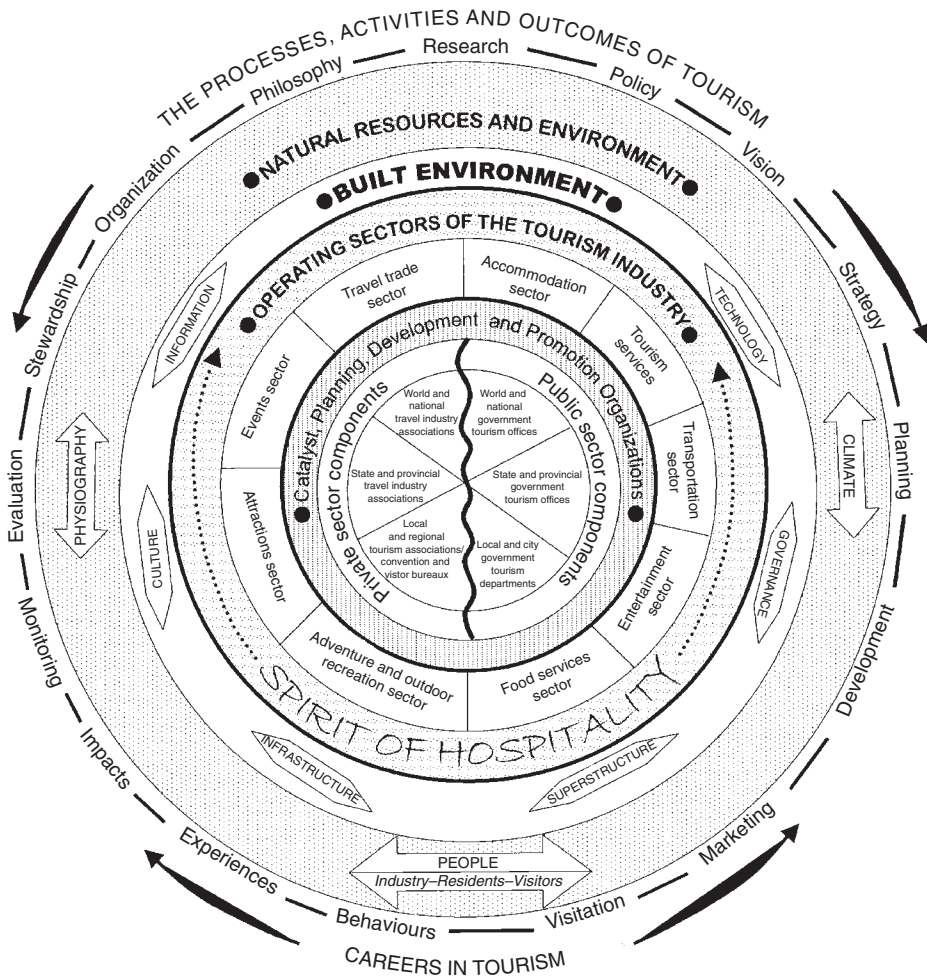 THE PROCESSES, ACTIVITIES AND OUTCOMES OF TOURISM
Research
Policy
Vision
Strategy
Planning
Development
Marketing
Visitation
Behaviours
Experiences
Impacts
Monitoring
Evaluation
Stewardship
Organization
Philosophy
CAREERS IN TOURISM
NATURAL RESOURCES AND ENVIRONMENT
CLIMATE
PEOPLE
Industry–Residents–Visitors
PHYSIOGRAPHY
BUILT ENVIRONMENT
TECHNOLOGY
GOVERNANCE
SUPERSTRUCTURE
INFRASTRUCTURE
CULTURE
INFORMATION
OPERATING SECTORS OF THE TOURISM INDUSTRY
SPIRIT OF HOSPITALITY
Travel trade
sector
Accommodation
sector
Tourism
services
Transportation
sector
Entertainment
sector
Food services
sector
Adventure and outdoor
recreation sector
Attractions sector
Events sector
Catalyst, Planning, Development and Promotion Organizations
Private sector components
World and
national
travel industry
associations
State and provincial
travel industry
associations
Local
and regional
tourism associations/
convention and
vistor bureaux
Public sector components
World and
national
government
tourism offices
State and provincial
government
tourism offices
Local and city
government
tourism
departments